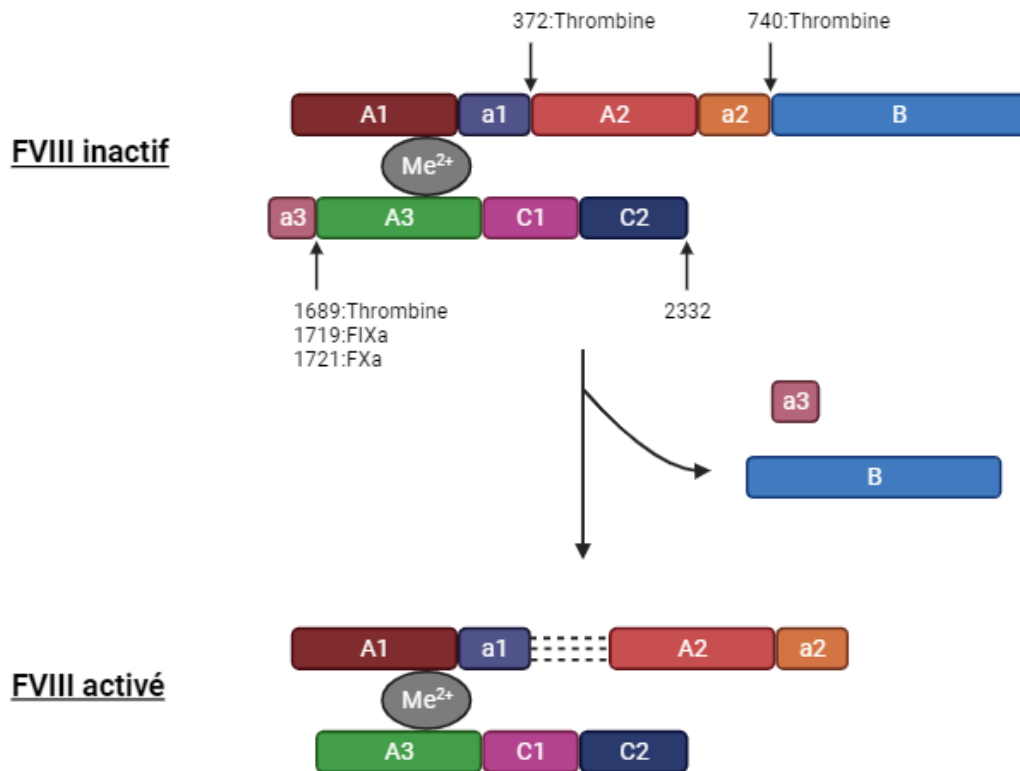 372:Thrombine
740:Thrombine
A1
a1
A2
a2
B
FVIII inactif
Me²⁺
a3
A3
C1
C2
1689:Thrombine
1719:FIXa
1721:FXa
2332
a3
B
A1
a1
A2
a2
FVIII activé
Me²⁺
A3
C1
C2